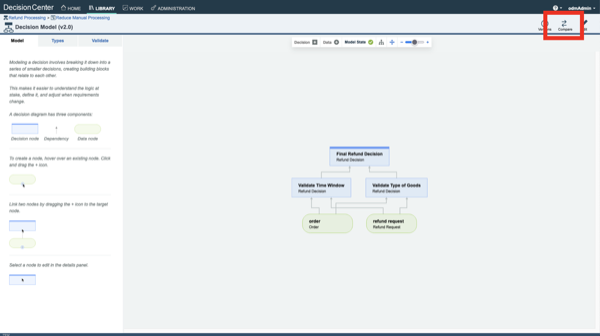 Decision Center HOME LIBRARY WORK ADMINISTRATION ? odmAdmin
Refund Processing > Reduce Manual Processing
Decision Model (v2.0)
Compare
Model Types Validate
Decision Data Model State
Modeling a decision involves breaking it down into
a series of smaller decisions, creating building blocks
that relate to each other.
This makes it easier to understand the logic at
stake, define it, and adjust when requirements
change.
A decision diagram has three components:
Decision node Dependency Data node
To create a node, hover over an existing node. Click
and drag the + icon.
Link two nodes by dragging the + icon to the target
node.
Select a node to edit in the details panel.
Final Refund Decision
Refund Decision
Validate Time Window
Refund Decision
Validate Type of Goods
Refund Decision
order
Order
refund request
Refund Request